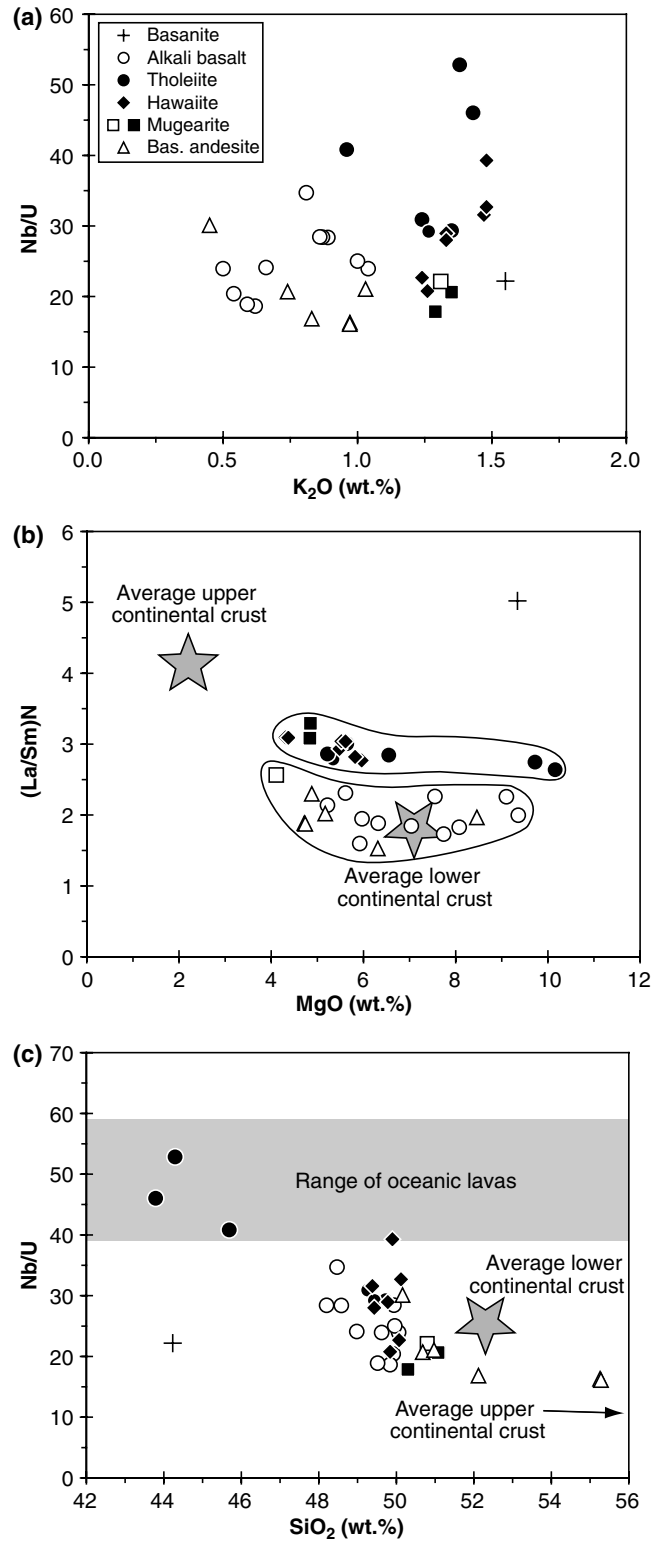 (a)
60
50
40
30
20
10
0
Nb/U
Basanite
Alkali basalt
Tholeiite
Hawaiite
Mugearite
Bas. andesite
0.0 0.5 1.0 1.5 2.0
K₂O (wt.%)
(b)
6
5
4
3
2
1
0
(La/Sm)N
Average upper
continental crust
Average lower
continental crust
0 2 4 6 8 10 12
MgO (wt.%)
(c)
70
60
50
40
30
20
10
0
Nb/U
Range of oceanic lavas
Average lower
continental crust
Average upper
continental crust
42 44 46 48 50 52 54 56
SiO₂ (wt.%)